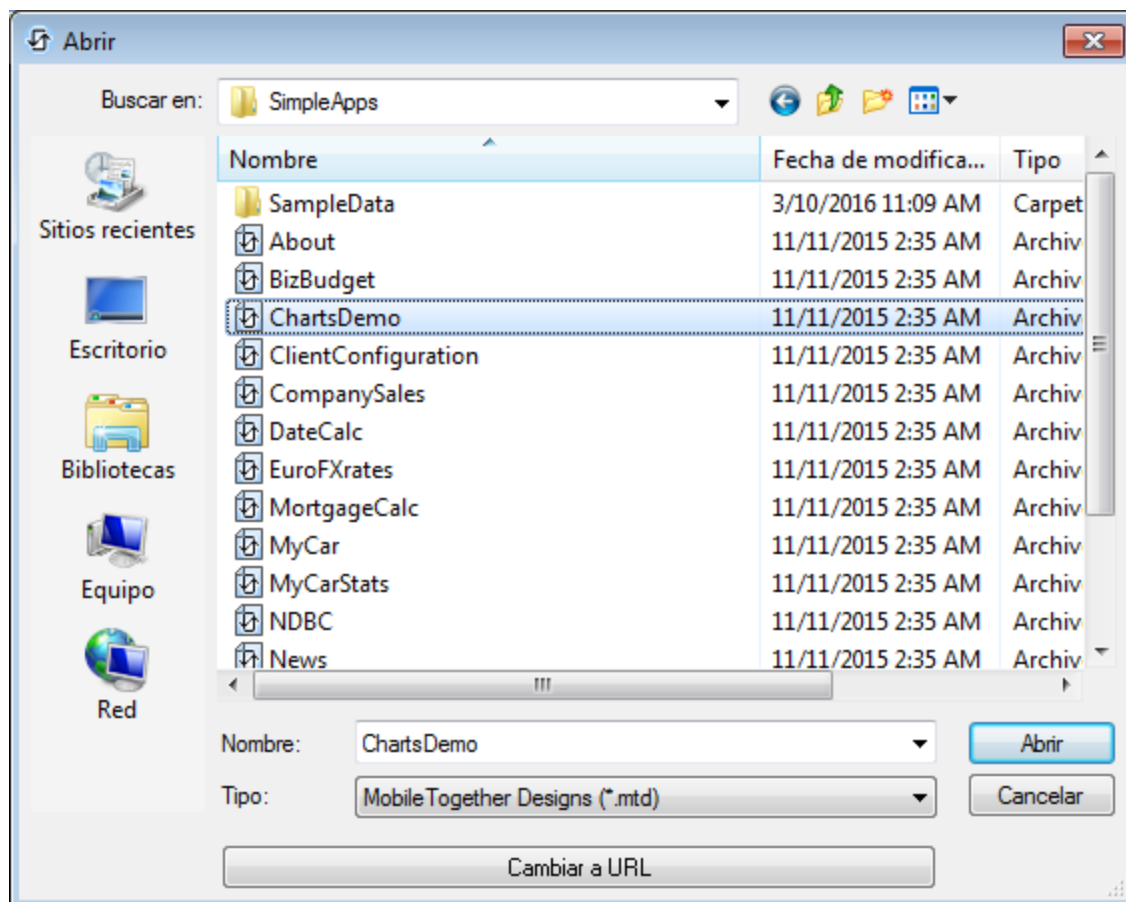 Abrir
Buscar en: SimpleApps
Nombre Fecha de modifica... Tipo
SampleData 3/10/2016 11:09 AM Carpet
About 11/11/2015 2:35 AM Archiv
BizBudget 11/11/2015 2:35 AM Archiv
ChartsDemo 11/11/2015 2:35 AM Archiv
ClientConfiguration 11/11/2015 2:35 AM Archiv
CompanySales 11/11/2015 2:35 AM Archiv
DateCalc 11/11/2015 2:35 AM Archiv
EuroFXrates 11/11/2015 2:35 AM Archiv
MortgageCalc 11/11/2015 2:35 AM Archiv
MyCar 11/11/2015 2:35 AM Archiv
MyCarStats 11/11/2015 2:35 AM Archiv
NDBC 11/11/2015 2:35 AM Archiv
News 11/11/2015 2:35 AM Archiv
Sitios recientes
Escritorio
Bibliotecas
Equipo
Red
Nombre: ChartsDemo Abrir
Tipo: MobileTogether Designs (*.mtd) Cancelar
Cambiar a URL